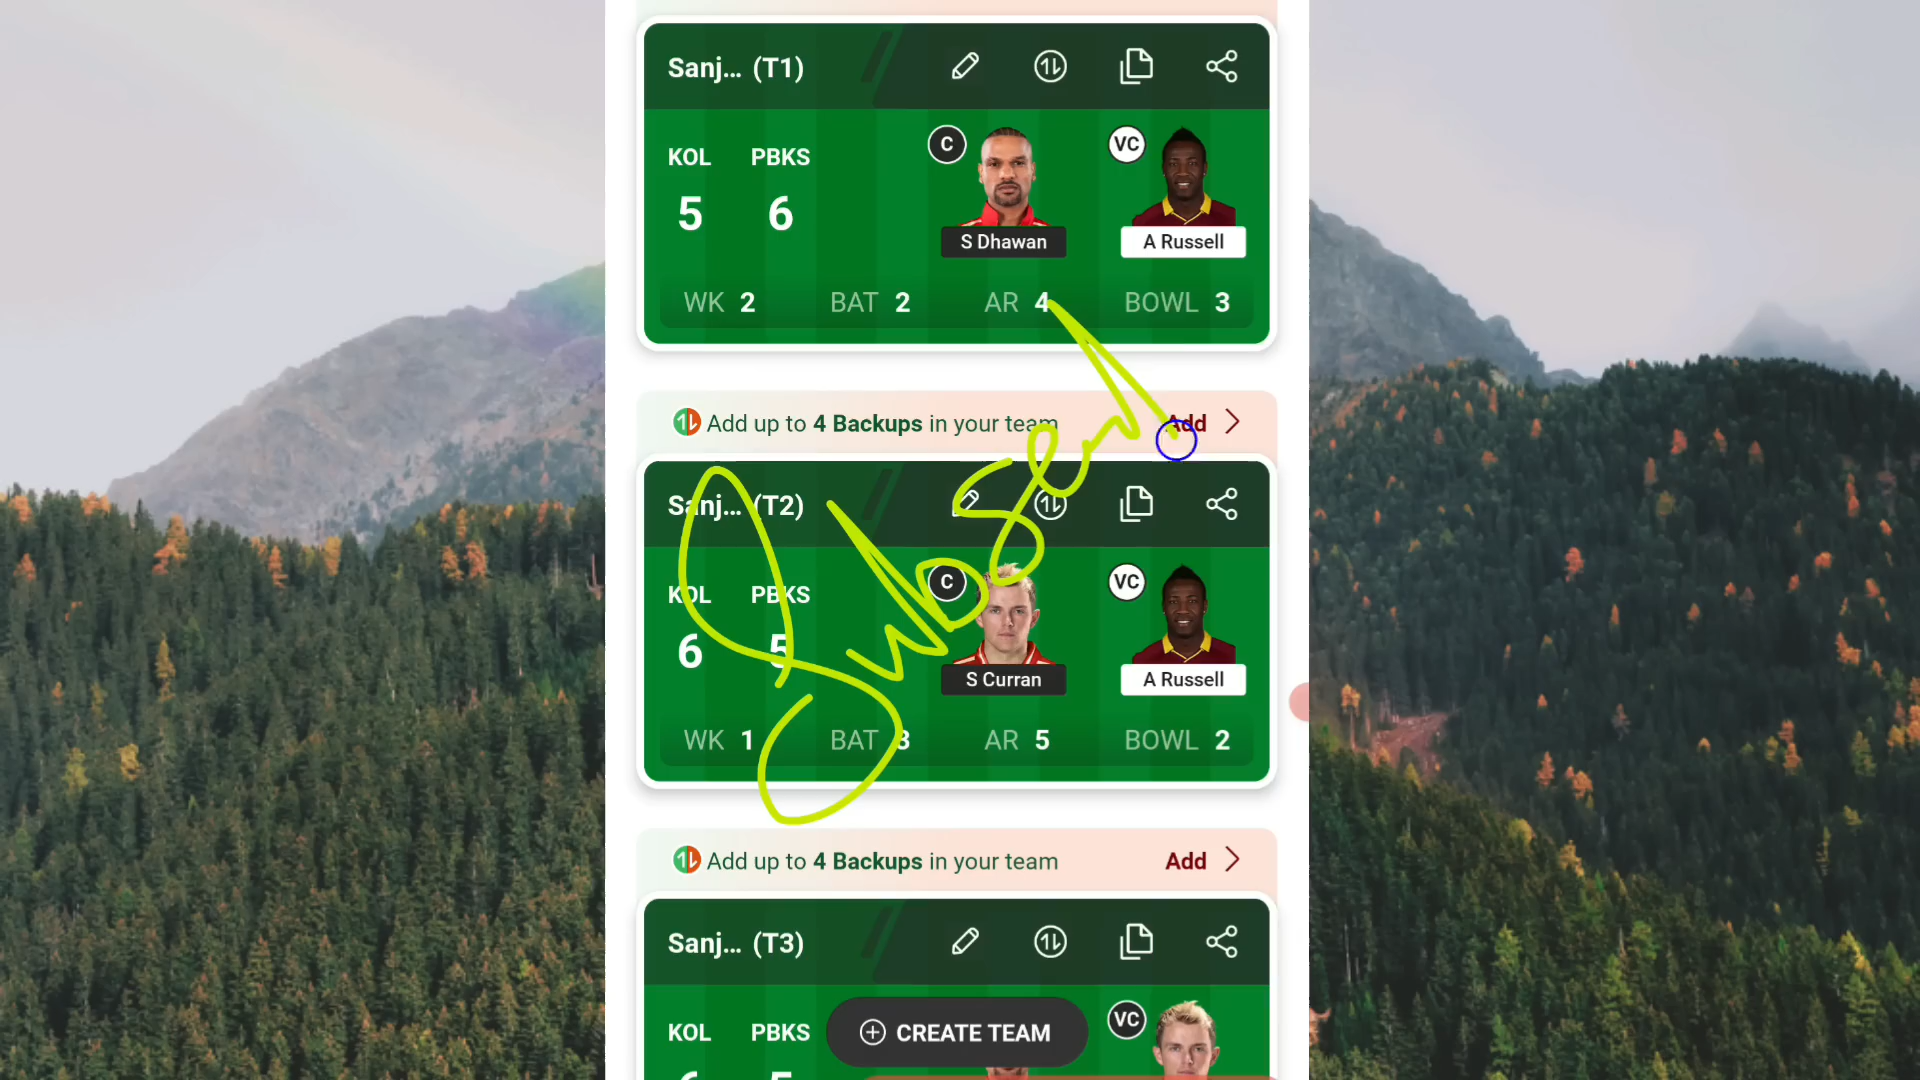 Sanj... (T1)
KOL PBKS
5 6
C VC
S Dhawan A Russell
WK 2 BAT 2 AR 4 BOWL 3
Add up to 4 Backups in your team Add
Sanj... (T2)
KOL PBKS
6 5
C VC
S Curran A Russell
WK 1 BAT 3 AR 5 BOWL 2
Add up to 4 Backups in your team Add
Sanj... (T3)
KOL PBKS
VC
CREATE TEAM